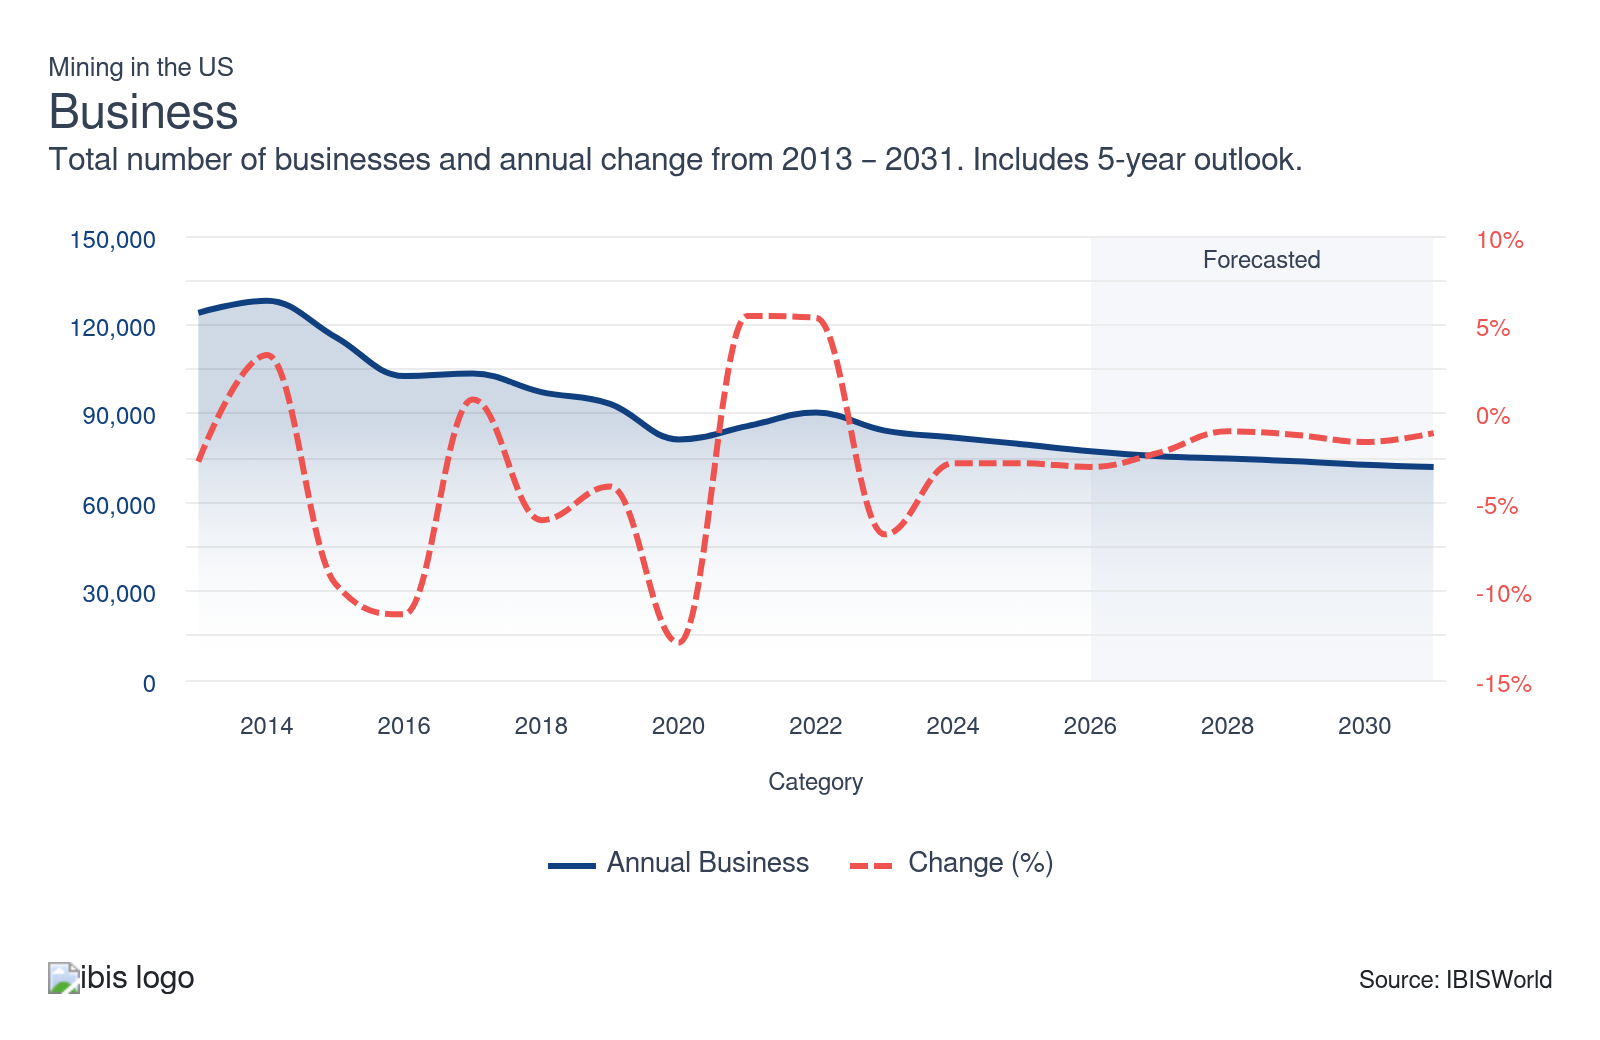 Mining in the US
Business
Total number of businesses and annual change from 2013 – 2031. Includes 5-year outlook.
150,000
120,000
90,000
60,000
30,000
0
Forecasted
10%
5%
0%
-5%
-10%
-15%
2014 2016 2018 2020 2022 2024 2026 2028 2030
Category
Annual Business Change (%)
ibis logo
Source: IBISWorld